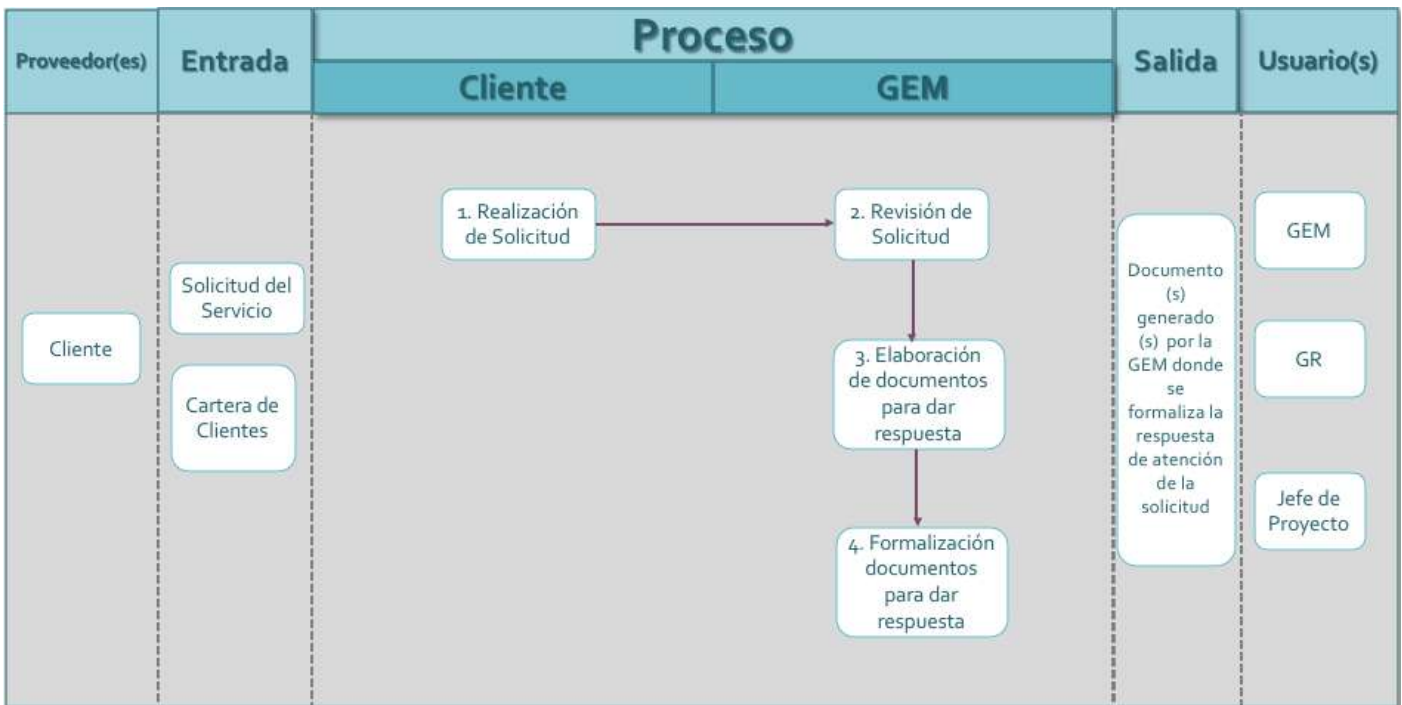 Proveedor(es)
Entrada
Proceso
Cliente
GEM
Salida
Usuario(s)
Cliente
Solicitud del
Servicio
Cartera de
Clientes
1. Realización
de Solicitud
2. Revisión de
Solicitud
3. Elaboración
de documentos
para dar
respuesta
4. Formalización
documentos
para dar
respuesta
Documento
(s)
generado
(s) por la
GEM donde
se
formaliza la
respuesta
de atención
de la
solicitud
GEM
GR
Jefe de
Proyecto